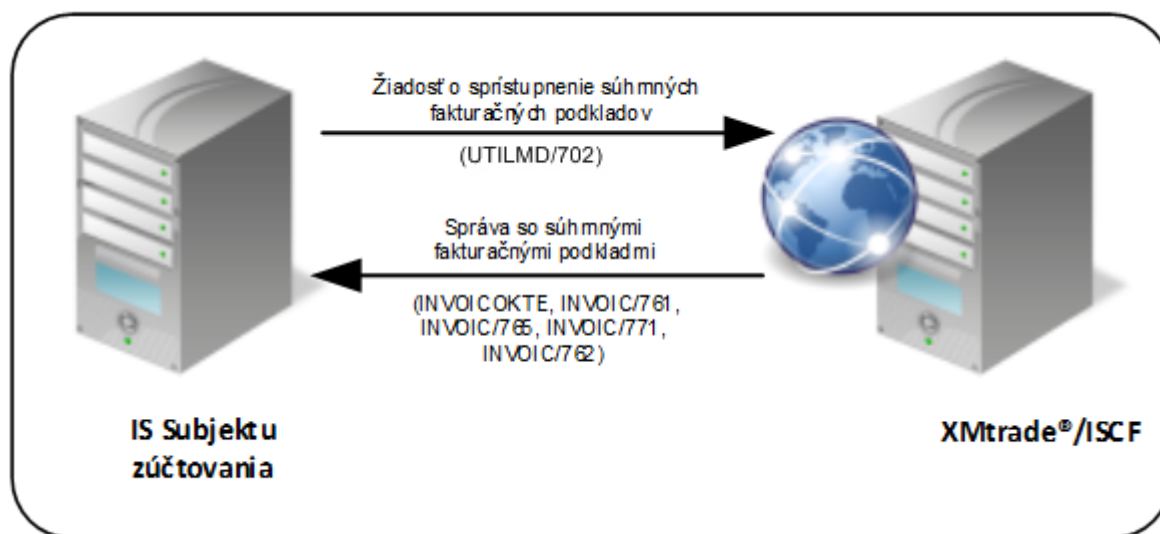 Žiadosť o sprístupnenie súhrnných
fakturačných podkladov
(UTILMD/702)
Správa so súhrnnými
fakturačnými podkladmi
(INVOICOKTE, INVOIC/761,
INVOIC/765, INVOIC/771,
INVOIC/762)
IS Subjektu
zúčtovania
XMtrade®/ISCF